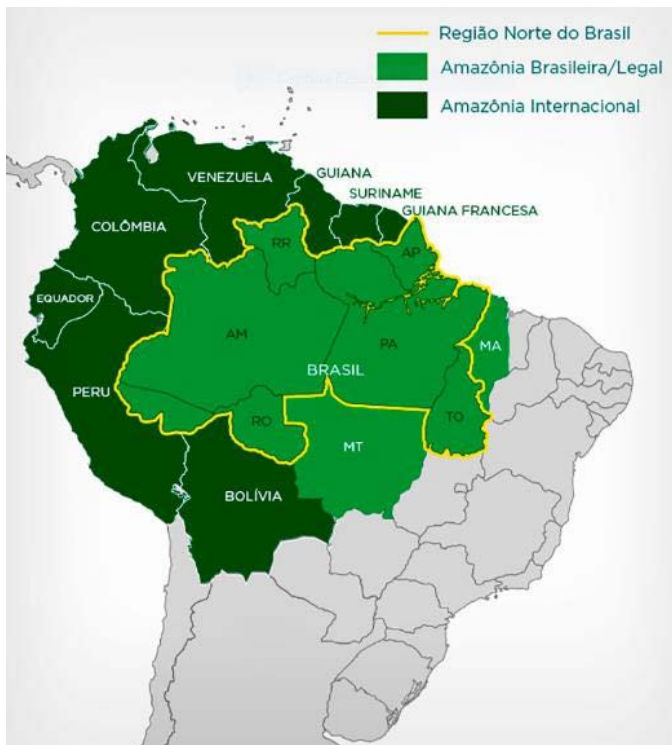 Região Norte do Brasil
Amazônia Brasileira/Legal
Amazônia Internacional
VENEZUELA
GUIANA
SURINAME
GUIANA FRANCESA
COLÔMBIA
RR
AP
EQUADOR
AM
PA
MA
BRASIL
PERU
RO
TO
MT
BOLÍVIA